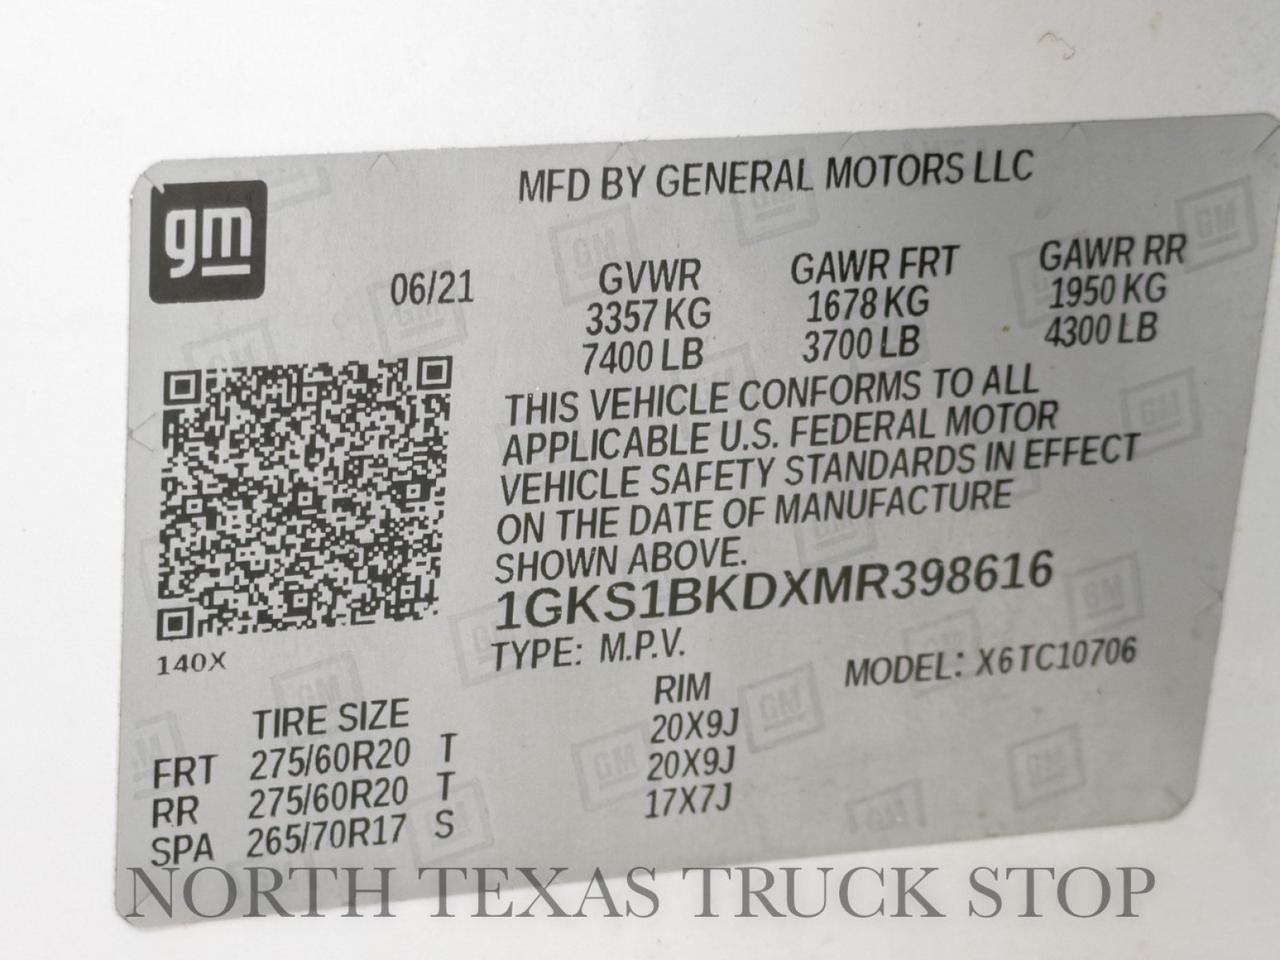 gm
MFD BY GENERAL MOTORS LLC
06/21 GVWR GAWR FRT GAWR RR
3357 KG 1678 KG 1950 KG
7400 LB 3700 LB 4300 LB
THIS VEHICLE CONFORMS TO ALL
APPLICABLE U.S. FEDERAL MOTOR
VEHICLE SAFETY STANDARDS IN EFFECT
ON THE DATE OF MANUFACTURE
SHOWN ABOVE.
1GKS1BKDXMR398616
140X
TYPE: M.P.V. MODEL: X6TC10706
TIRE SIZE RIM
FRT 275/60R20 T 20X9J
RR 275/60R20 T 20X9J
SPA 265/70R17 S 17X7J
NORTH TEXAS TRUCK STOP